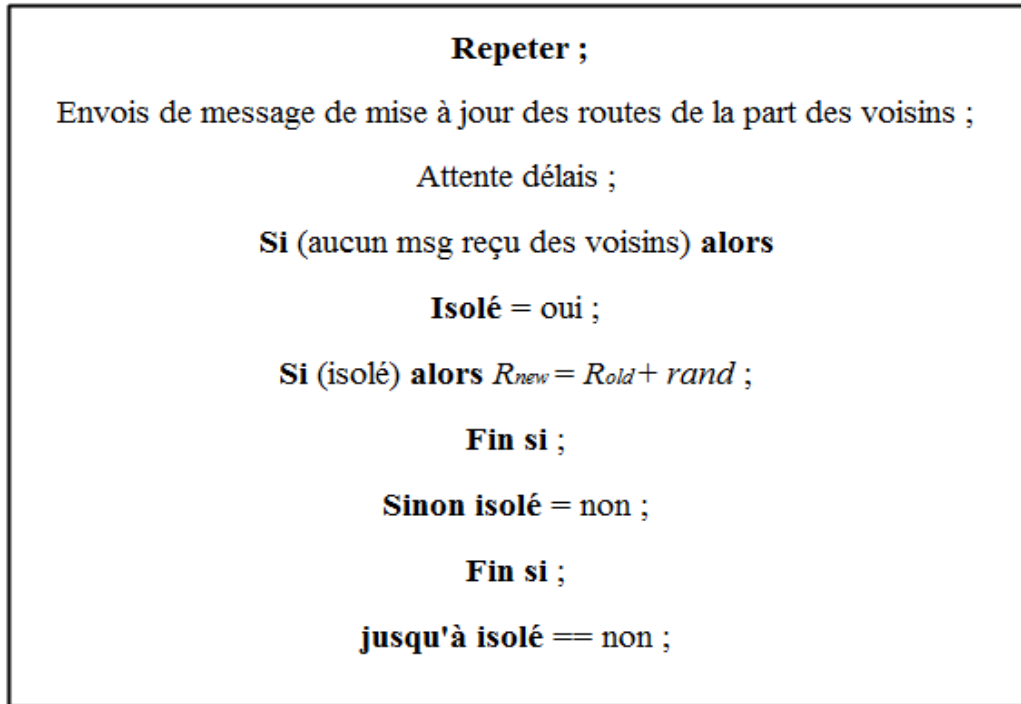 Repeter ;
Envois de message de mise à jour des routes de la part des voisins ;
Attente délais ;
Si (aucun msg reçu des voisins) alors
Isolé = oui ;
Si (isolé) alors Rnew = Rold + rand ;
Fin si ;
Sinon isolé = non ;
Fin si ;
jusqu'à isolé == non ;